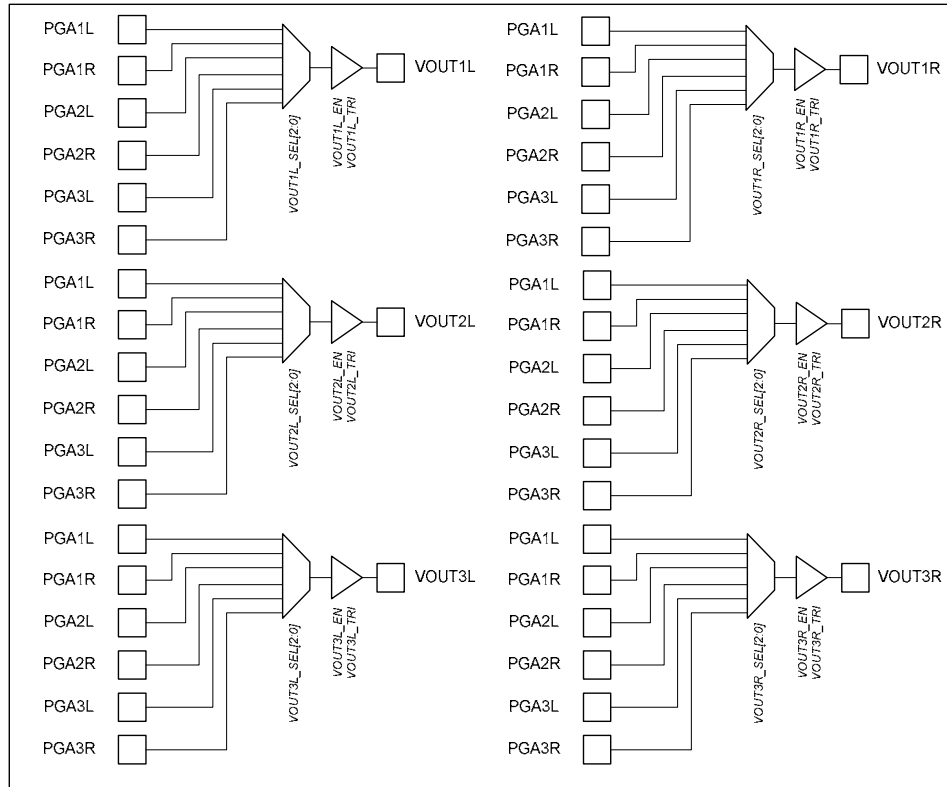 PGA1L
PGA1R
PGA2L
PGA2R
PGA3L
PGA3R
VOUT1L_SEL[2:0]
VOUT1L_EN
VOUT1L_TRI
VOUT1L
PGA1L
PGA1R
PGA2L
PGA2R
PGA3L
PGA3R
VOUT1R_SEL[2:0]
VOUT1R_EN
VOUT1R_TRI
VOUT1R
PGA1L
PGA1R
PGA2L
PGA2R
PGA3L
PGA3R
VOUT2L_SEL[2:0]
VOUT2L_EN
VOUT2L_TRI
VOUT2L
PGA1L
PGA1R
PGA2L
PGA2R
PGA3L
PGA3R
VOUT2R_SEL[2:0]
VOUT2R_EN
VOUT2R_TRI
VOUT2R
PGA1L
PGA1R
PGA2L
PGA2R
PGA3L
PGA3R
VOUT3L_SEL[2:0]
VOUT3L_EN
VOUT3L_TRI
VOUT3L
PGA1L
PGA1R
PGA2L
PGA2R
PGA3L
PGA3R
VOUT3R_SEL[2:0]
VOUT3R_EN
VOUT3R_TRI
VOUT3R